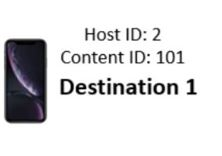 Host ID: 2
Content ID: 101
Destination 1